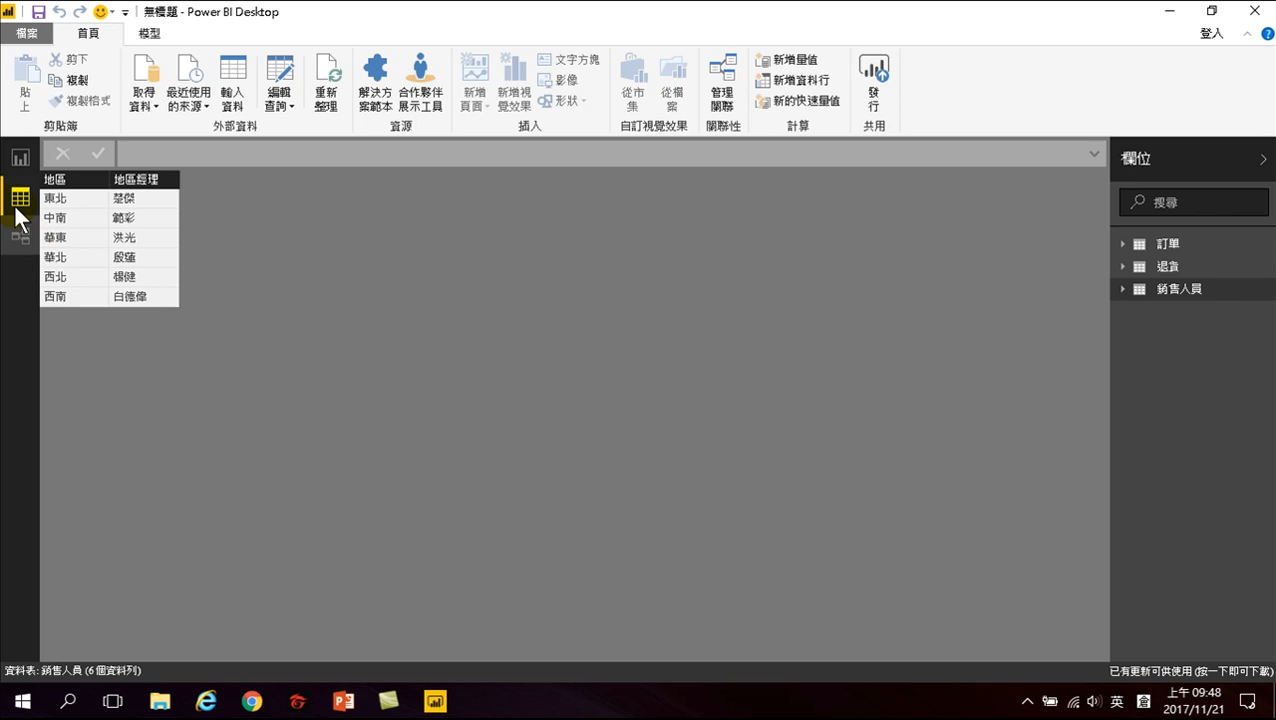 無標題 - Power BI Desktop
檔案 首頁 模型 登入
貼上 剪下 複製 複製格式
取得資料 最近使用的來源 輸入資料 編輯查詢 重新整理
解決方案範本 合作夥伴展示工具
新增頁面 新增視覺效果 文字方塊 影像 形狀
從市集 從檔案 管理關聯
新增量值 新增資料行 新的快速量值 發行
剪貼簿 外部資料 資源 插入 自訂視覺效果 關聯性 計算 共用
地區 地區經理
東北 楚傑
中南 範彩
華東 洪光
華北 殷蓮
西北 楊健
西南 白德偉
欄位
搜尋
訂單
退貨
銷售人員
資料表: 銷售人員 (6 個資料列) 已有更新可供使用 (按一下即可下載)
英 上午 09:48
2017/11/21